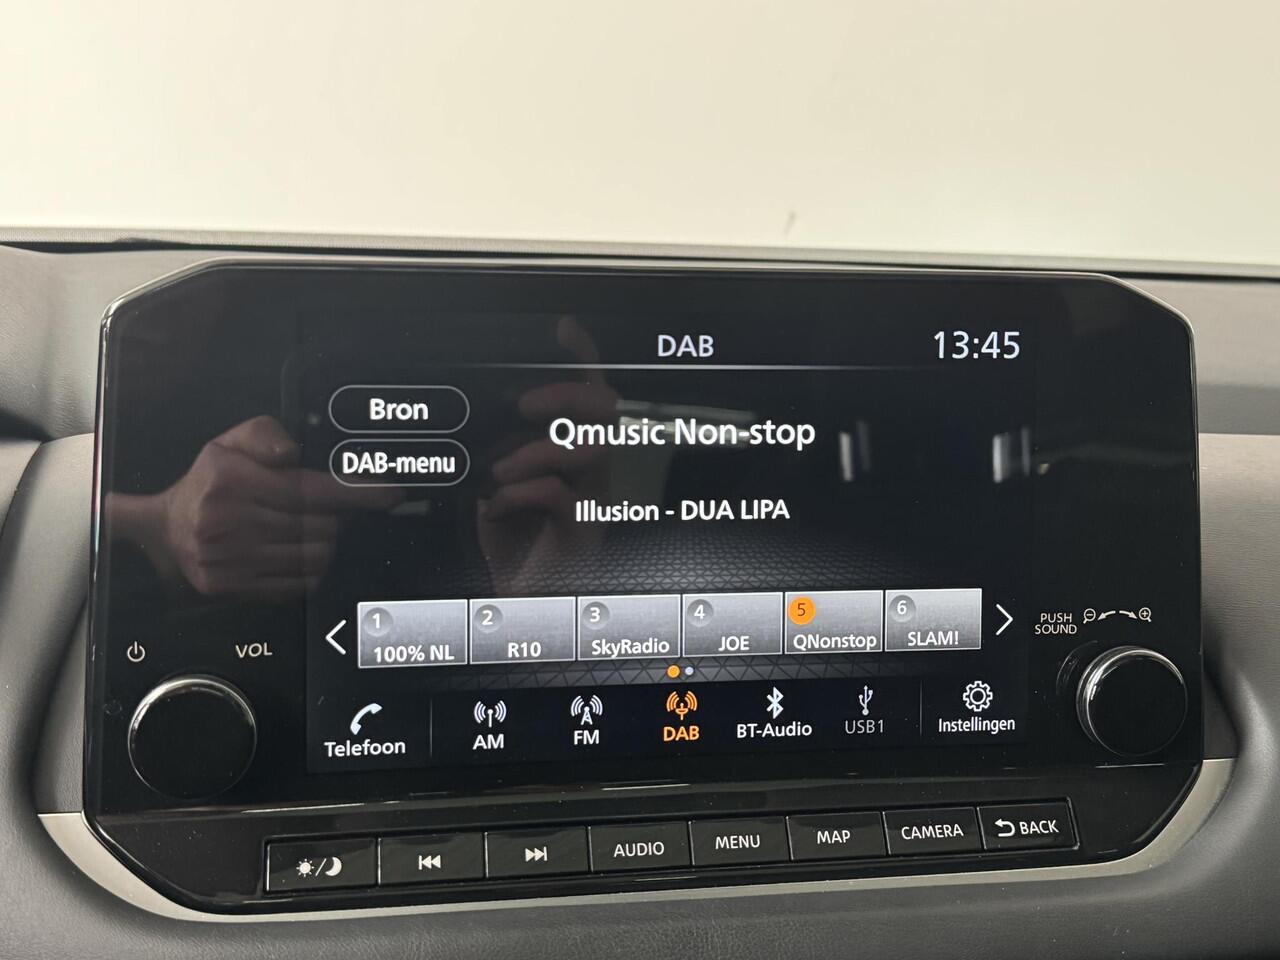 DAB
13:45
Bron
DAB-menu
Qmusic Non-stop
Illusion - DUA LIPA
1
100% NL
2
R10
3
SkyRadio
4
JOE
5
QNonstop
6
SLAM!
VOL
PUSH
SOUND
Telefoon
AM
FM
DAB
BT-Audio
USB1
Instellingen
AUDIO
MENU
MAP
CAMERA
BACK